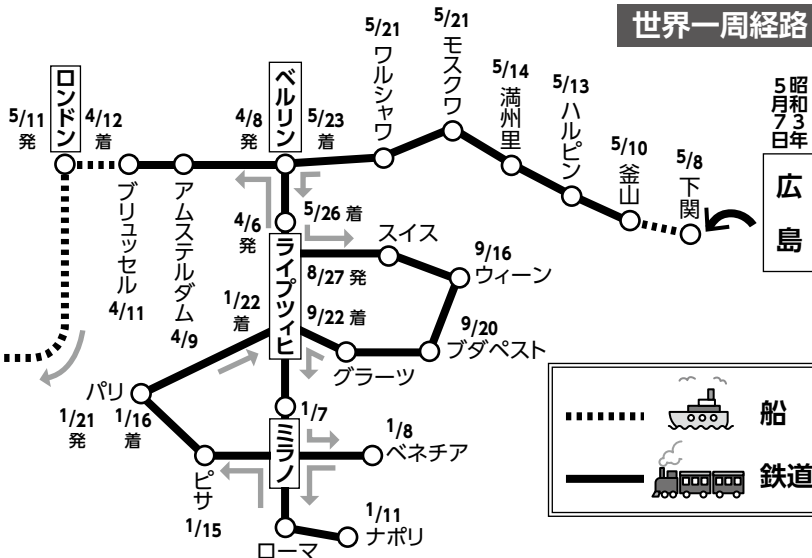 世界一周経路
昭和3年
5月7日
広島
5/8
下関
5/10
釜山
5/13
ハルピン
5/14
満州里
5/21
モスクワ
5/21
ワルシャワ
ベルリン
5/23
着
4/8
発
5/26 着
4/6
発
ライプツィヒ
スイス
8/27 発
9/16
ウィーン
9/20
ブダペスト
グラーツ
9/22 着
1/22
着
1/7
ミラノ
1/8
ベネチア
1/11
ナポリ
ローマ
ピサ
1/15
パリ
1/16
着
1/21
発
アムステルダム
4/9
ブリュッセル
4/11
ロンドン
4/12
着
5/11
発
船
鉄道